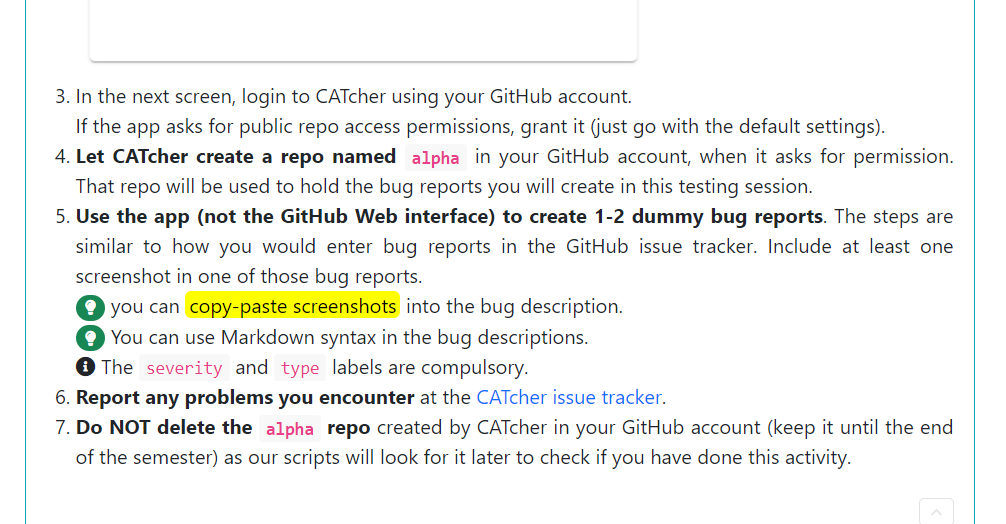 3. In the next screen, login to CATcher using your GitHub account.
If the app asks for public repo access permissions, grant it (just go with the default settings).
4. Let CATcher create a repo named alpha in your GitHub account, when it asks for permission.
That repo will be used to hold the bug reports you will create in this testing session.
5. Use the app (not the GitHub Web interface) to create 1-2 dummy bug reports. The steps are
similar to how you would enter bug reports in the GitHub issue tracker. Include at least one
screenshot in one of those bug reports.
you can copy-paste screenshots into the bug description.
You can use Markdown syntax in the bug descriptions.
The severity and type labels are compulsory.
6. Report any problems you encounter at the CATcher issue tracker.
7. Do NOT delete the alpha repo created by CATcher in your GitHub account (keep it until the end
of the semester) as our scripts will look for it later to check if you have done this activity.